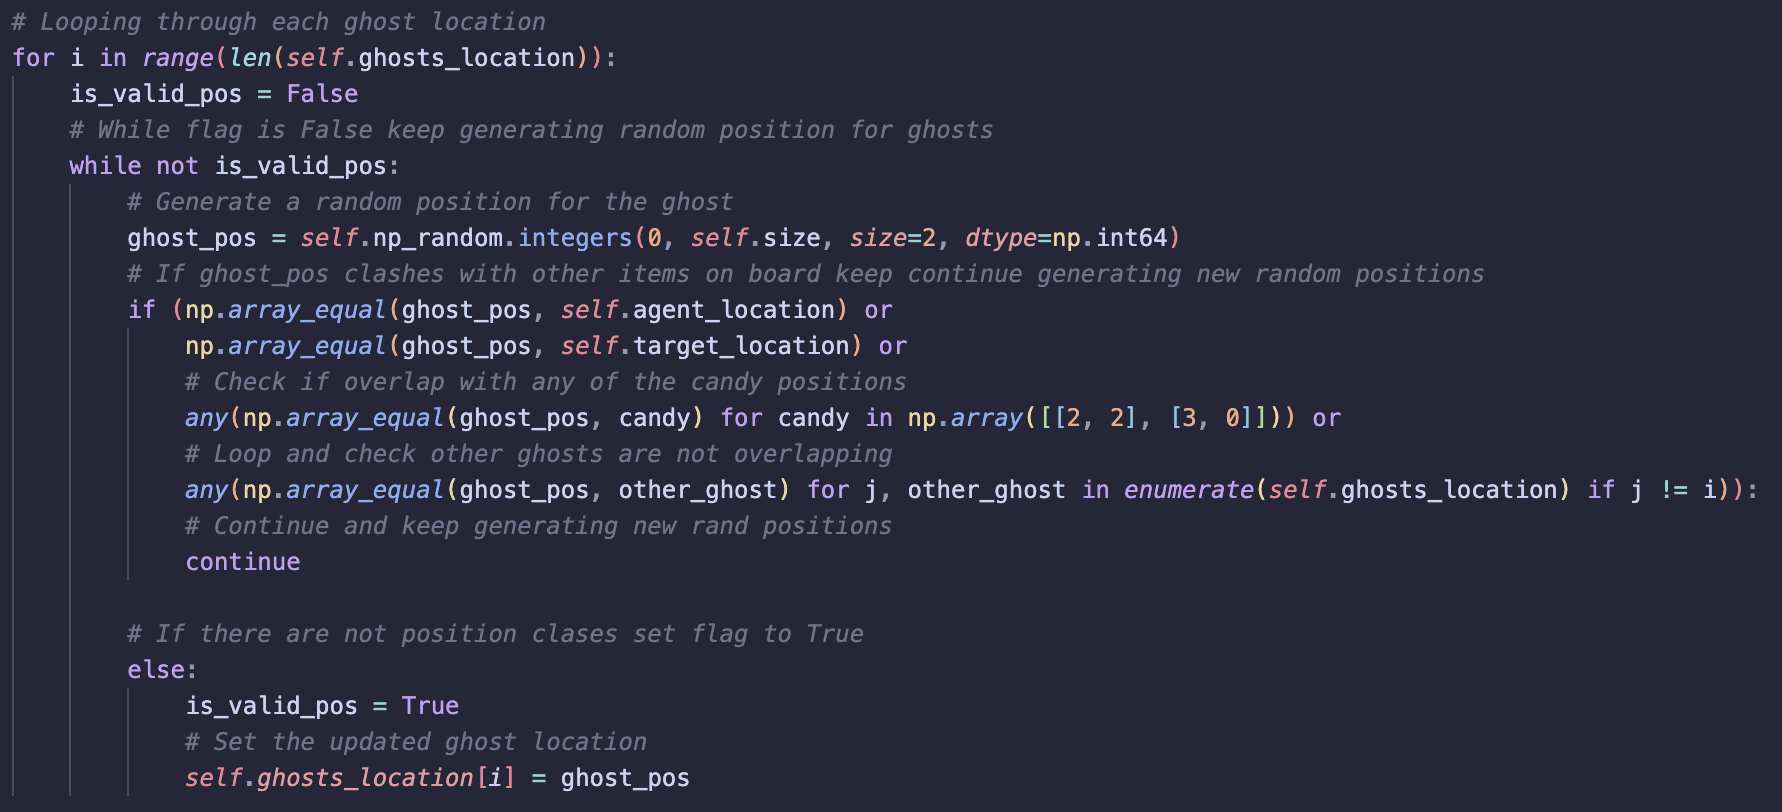 # Looping through each ghost location
for i in range(len(self.ghosts_location)):
    is_valid_pos = False
    # While flag is False keep generating random position for ghosts
    while not is_valid_pos:
        # Generate a random position for the ghost
        ghost_pos = self.np_random.integers(0, self.size, size=2, dtype=np.int64)
        # If ghost_pos clashes with other items on board keep continue generating new random positions
        if (np.array_equal(ghost_pos, self.agent_location) or
            np.array_equal(ghost_pos, self.target_location) or
            # Check if overlap with any of the candy positions
            any(np.array_equal(ghost_pos, candy) for candy in np.array([[2, 2], [3, 0]])) or
            # Loop and check other ghosts are not overlapping
            any(np.array_equal(ghost_pos, other_ghost) for j, other_ghost in enumerate(self.ghosts_location) if j != i)):
            # Continue and keep generating new rand positions
            continue

        # If there are not position clases set flag to True
        else:
            is_valid_pos = True
            # Set the updated ghost location
            self.ghosts_location[i] = ghost_pos